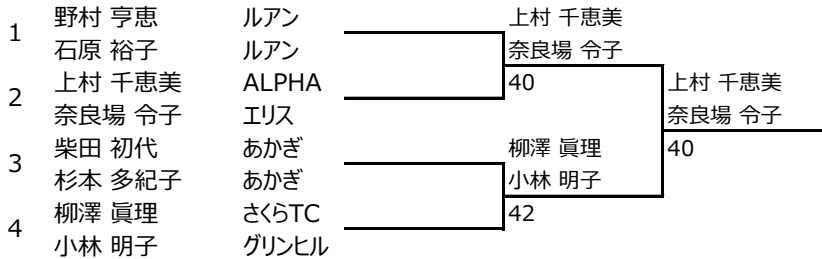 1 野村 亨恵 ルアン
石原 裕子 ルアン
2 上村 千恵美 ALPHA
奈良場 令子 エリス
3 柴田 初代 あかぎ
杉本 多紀子 あかぎ
4 柳澤 眞理 さくらTC
小林 明子 グリンヒル
上村 千恵美
奈良場 令子
40
柳澤 眞理
小林 明子
42
上村 千恵美
奈良場 令子
40